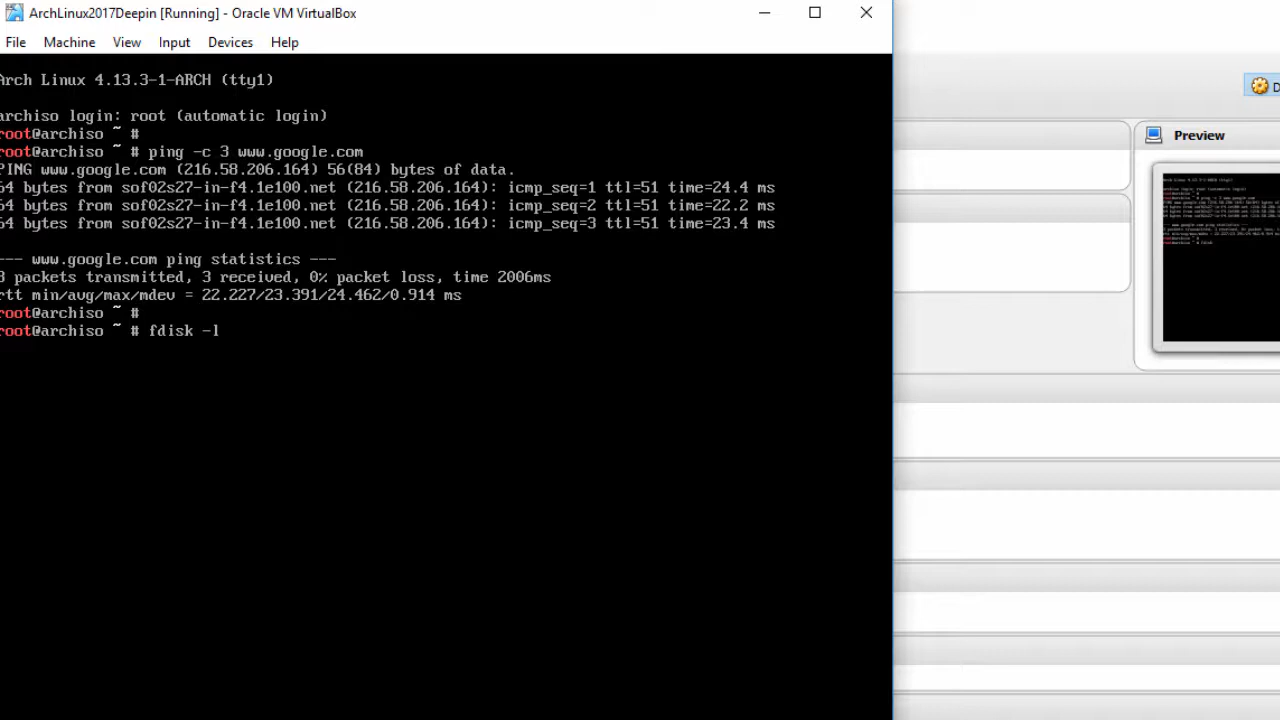 ArchLinux2017Deepin [Running] - Oracle VM VirtualBox
File Machine View Input Devices Help
Arch Linux 4.13.3-1-ARCH (tty1)
archiso login: root (automatic login)
root@archiso ~ #
root@archiso ~ # ping -c 3 www.google.com
PING www.google.com (216.58.206.164) 56(84) bytes of data.
64 bytes from sof02s27-in-f4.1e100.net (216.58.206.164): icmp_seq=1 ttl=51 time=24.4 ms
64 bytes from sof02s27-in-f4.1e100.net (216.58.206.164): icmp_seq=2 ttl=51 time=22.2 ms
64 bytes from sof02s27-in-f4.1e100.net (216.58.206.164): icmp_seq=3 ttl=51 time=23.4 ms
--- www.google.com ping statistics ---
3 packets transmitted, 3 received, 0% packet loss, time 2006ms
rtt min/avg/max/mdev = 22.227/23.391/24.462/0.914 ms
root@archiso ~ #
root@archiso ~ # fdisk -l
D
Preview